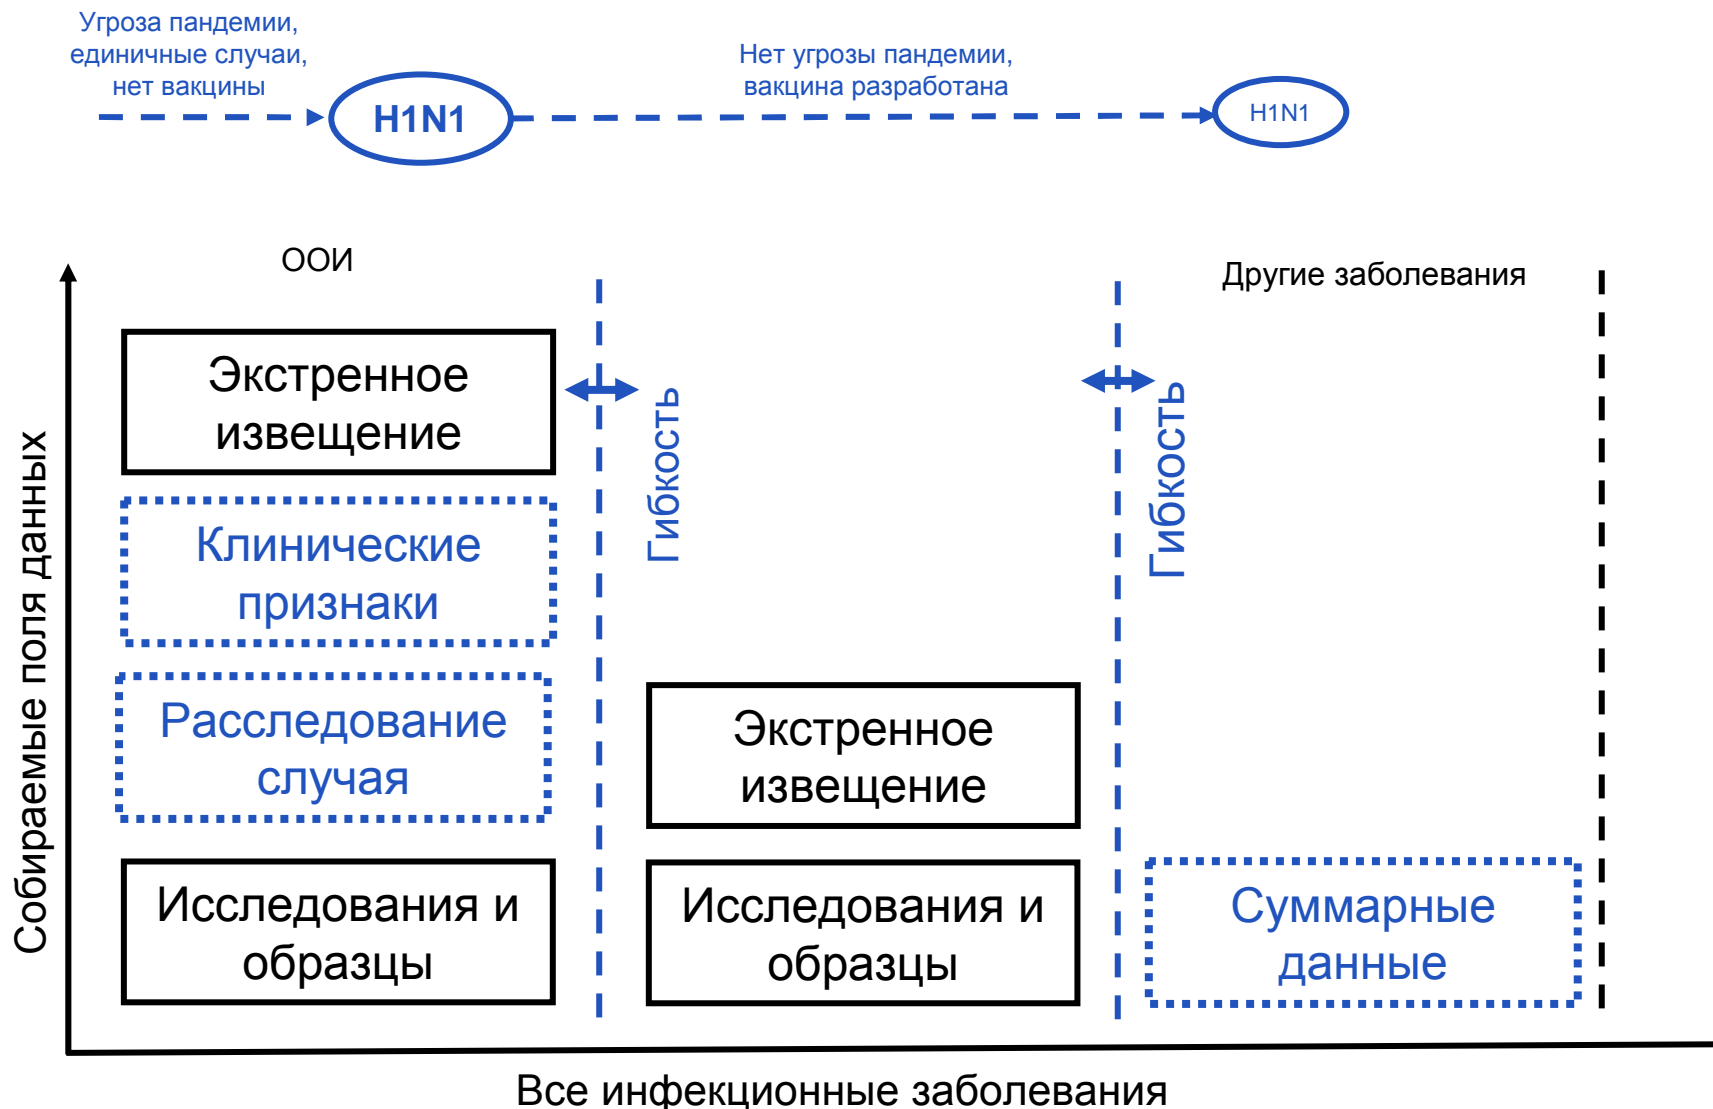 Угроза пандемии,
единичные случаи,
нет вакцины
H1N1
Нет угрозы пандемии,
вакцина разработана
H1N1
ООИ
Другие заболевания
Собираемые поля данных
Экстренное
извещение
Клинические
признаки
Расследование
случая
Исследования и
образцы
Гибкость
Экстренное
извещение
Исследования и
образцы
Гибкость
Суммарные
данные
Все инфекционные заболевания